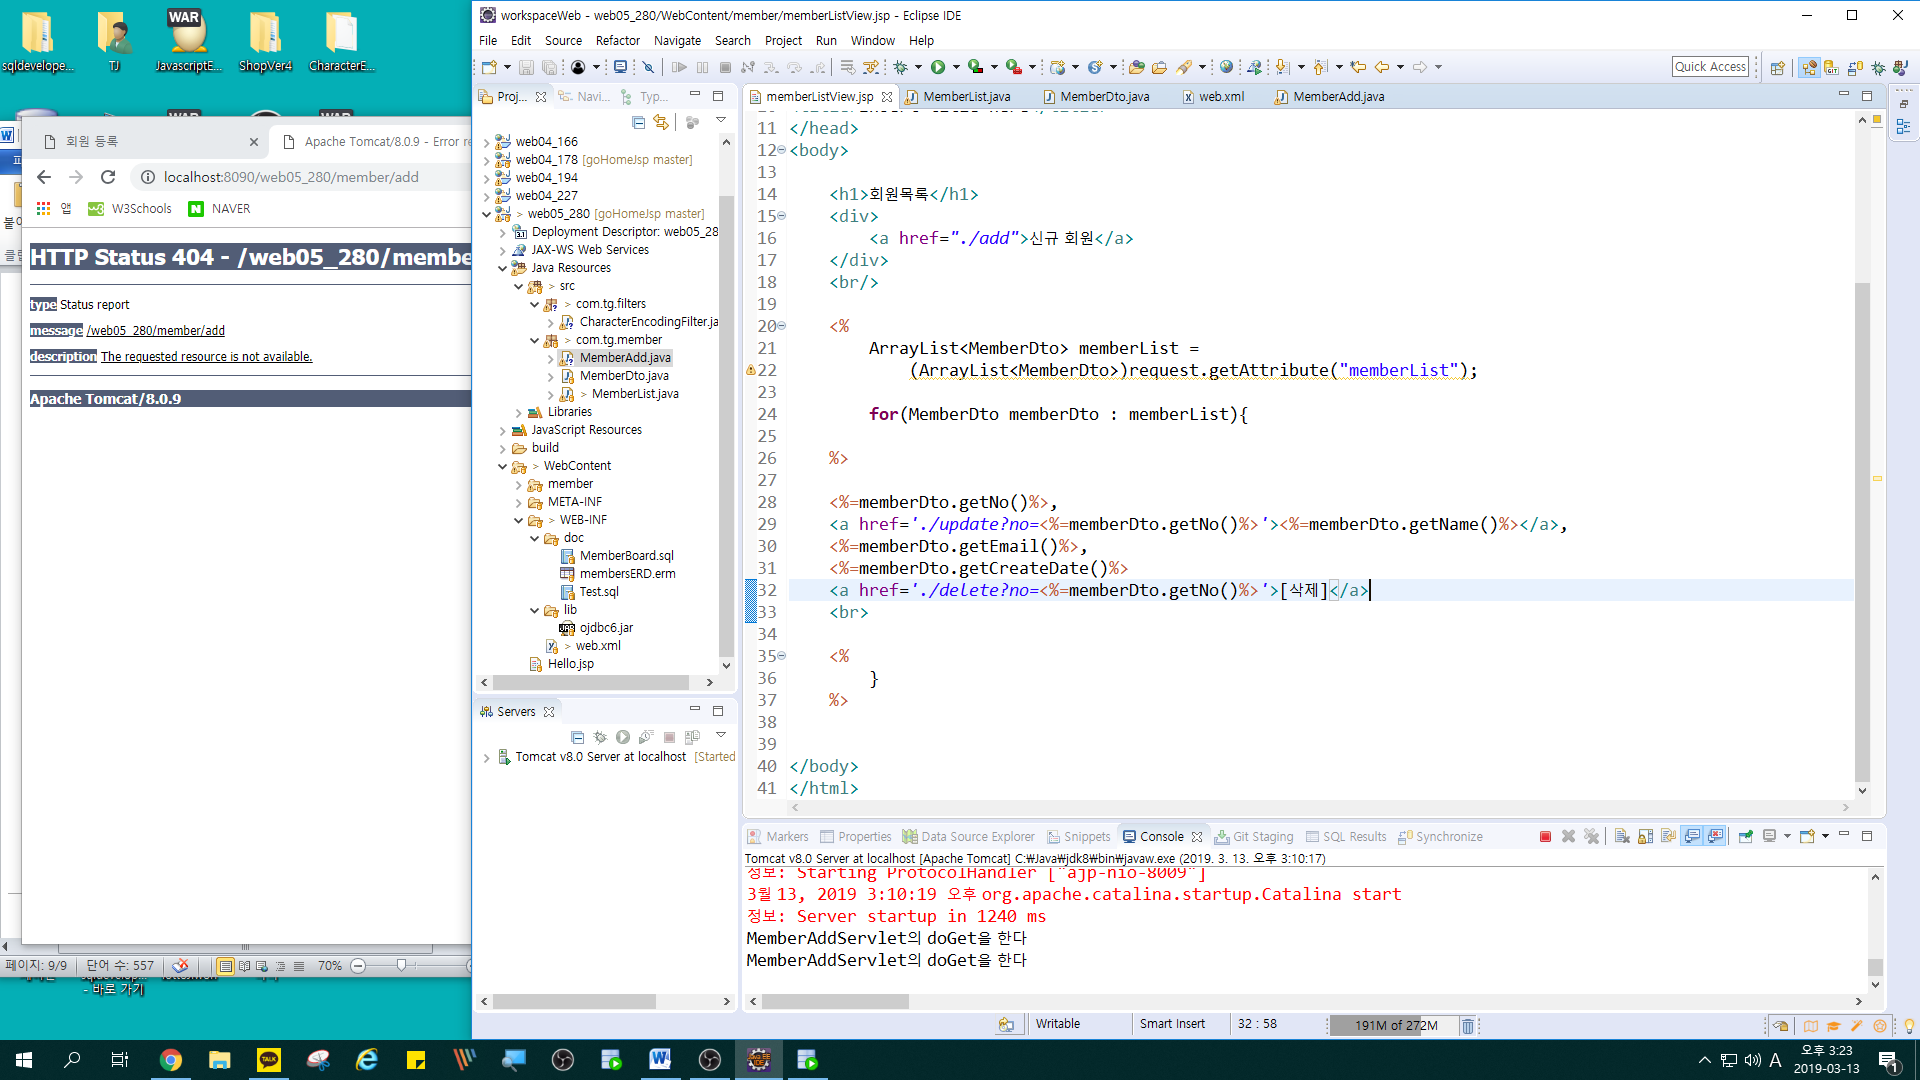 WAR
sqldevelope...
TJ
JavascriptE...
ShopVer4
CharacterE...
회원 등록
Apache Tomcat/8.0.9 - Error re
localhost:8090/web05_280/member/add
앱
W3Schools
NAVER
HTTP Status 404 - /web05_280/membe
type Status report
message /web05_280/member/add
description The requested resource is not available.
Apache Tomcat/8.0.9
페이지: 9/9
단어 수: 557
70%
- 바로 가기
workspaceWeb - web05_280/WebContent/member/memberListView.jsp - Eclipse IDE
File Edit Source Refactor Navigate Search Project Run Window Help
Quick Access
Proj...
Navi...
Typ...
web04_166
web04_178 [goHomeJsp master]
web04_194
web04_227
> web05_280 [goHomeJsp master]
Deployment Descriptor: web05_28
JAX-WS Web Services
Java Resources
> src
> com.tg.filters
CharacterEncodingFilter.ja
> com.tg.member
MemberAdd.java
MemberDto.java
> MemberList.java
Libraries
JavaScript Resources
build
> WebContent
member
META-INF
> WEB-INF
doc
MemberBoard.sql
membersERD.erm
Test.sql
lib
ojdbc6.jar
> web.xml
Hello.jsp
Servers
Tomcat v8.0 Server at localhost [Started
memberListView.jsp
MemberList.java
MemberDto.java
web.xml
MemberAdd.java
11 </head>
12 <body>
13
14 <h1>회원목록</h1>
15 <div>
16 <a href="./add">신규 회원</a>
17 </div>
18 <br/>
19
20 <%
21 ArrayList<MemberDto> memberList =
22 (ArrayList<MemberDto>)request.getAttribute("memberList");
23
24 for(MemberDto memberDto : memberList){
25
26 %>
27
28 <%=memberDto.getNo()%>,
29 <a href='./update?no=<%=memberDto.getNo()%>'><%=memberDto.getName()%></a>,
30 <%=memberDto.getEmail()%>,
31 <%=memberDto.getCreateDate()%>
32 <a href='./delete?no=<%=memberDto.getNo()%>'>[삭제]</a>
33 <br>
34
35 <%
36 }
37 %>
38
39
40 </body>
41 </html>
Markers
Properties
Data Source Explorer
Snippets
Console
Git Staging
SQL Results
Synchronize
Tomcat v8.0 Server at localhost [Apache Tomcat] C:₩Java₩jdk8₩bin₩javaw.exe (2019. 3. 13. 오후 3:10:17)
정보: Starting ProtocolHandler ["ajp-nio-8009"]
3월 13, 2019 3:10:19 오후 org.apache.catalina.startup.Catalina start
정보: Server startup in 1240 ms
MemberAddServlet의 doGet을 한다
MemberAddServlet의 doGet을 한다
Writable
Smart Insert
32 : 58
191M of 272M
TALK
A
오후 3:23
2019-03-13
1